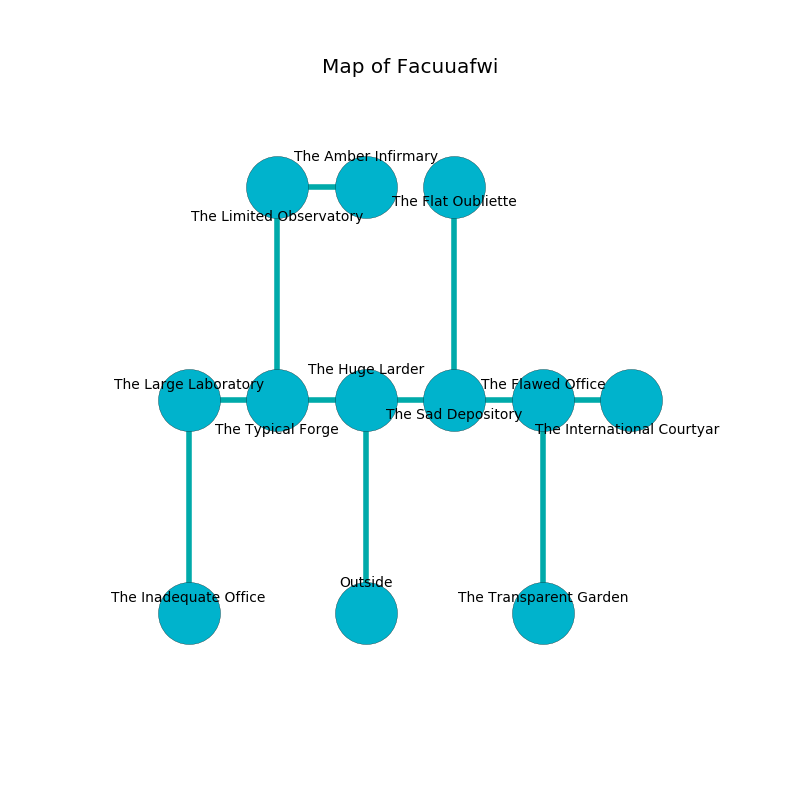 Map of Facuuafwi
The Amber Infirmary
The Flat Oubliette
The Limited Observatory
The Huge Larder
The Large Laboratory
The Flawed Office
The Sad Depository
The Typical Forge
The International Courtyar
Outside
The Inadequate Office
The Transparent Garden